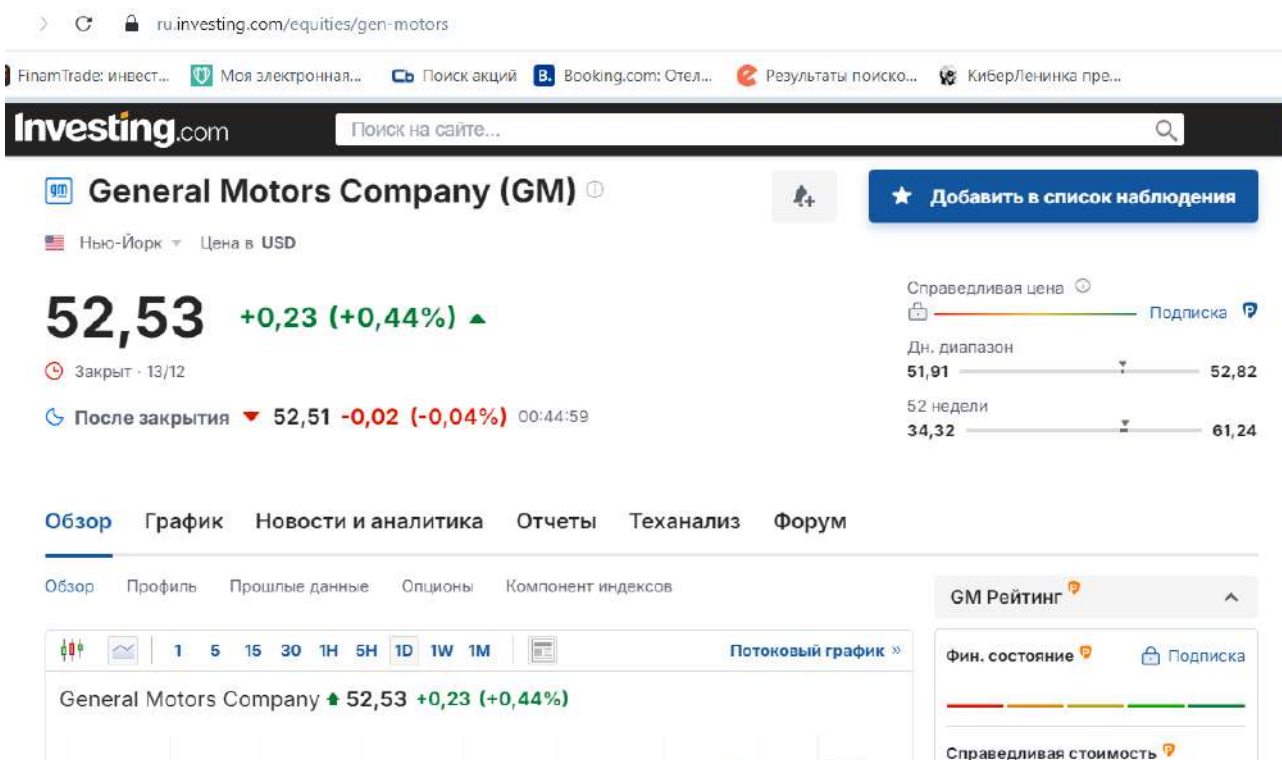 ru.investing.com/equities/gen-motors
FinamTrade: инвест... Моя электронная... Cb Поиск акций B. Booking.com: Отел... Результаты поиско... КиберЛенинка пре...
Investing.com Поиск на сайте...
gm General Motors Company (GM) Добавить в список наблюдения
Нью-Йорк Цена в USD
Справедливая цена
52,53 +0,23 (+0,44%) Подписка
Дн. диапазон
Закрыт · 13/12 51,91 52,82
52 недели
После закрытия 52,51 -0,02 (-0,04%) 00:44:59
34,32 61,24
Обзор График Новости и аналитика Отчеты Теханализ Форум
Обзор Профиль Прошлые данные Опционы Компонент индексов
GM Рейтинг
1 5 15 30 1H 5H 1D 1W 1M Потоковый график »
Фин. состояние Подписка
General Motors Company 52,53 +0,23 (+0,44%)
Справедливая стоимость